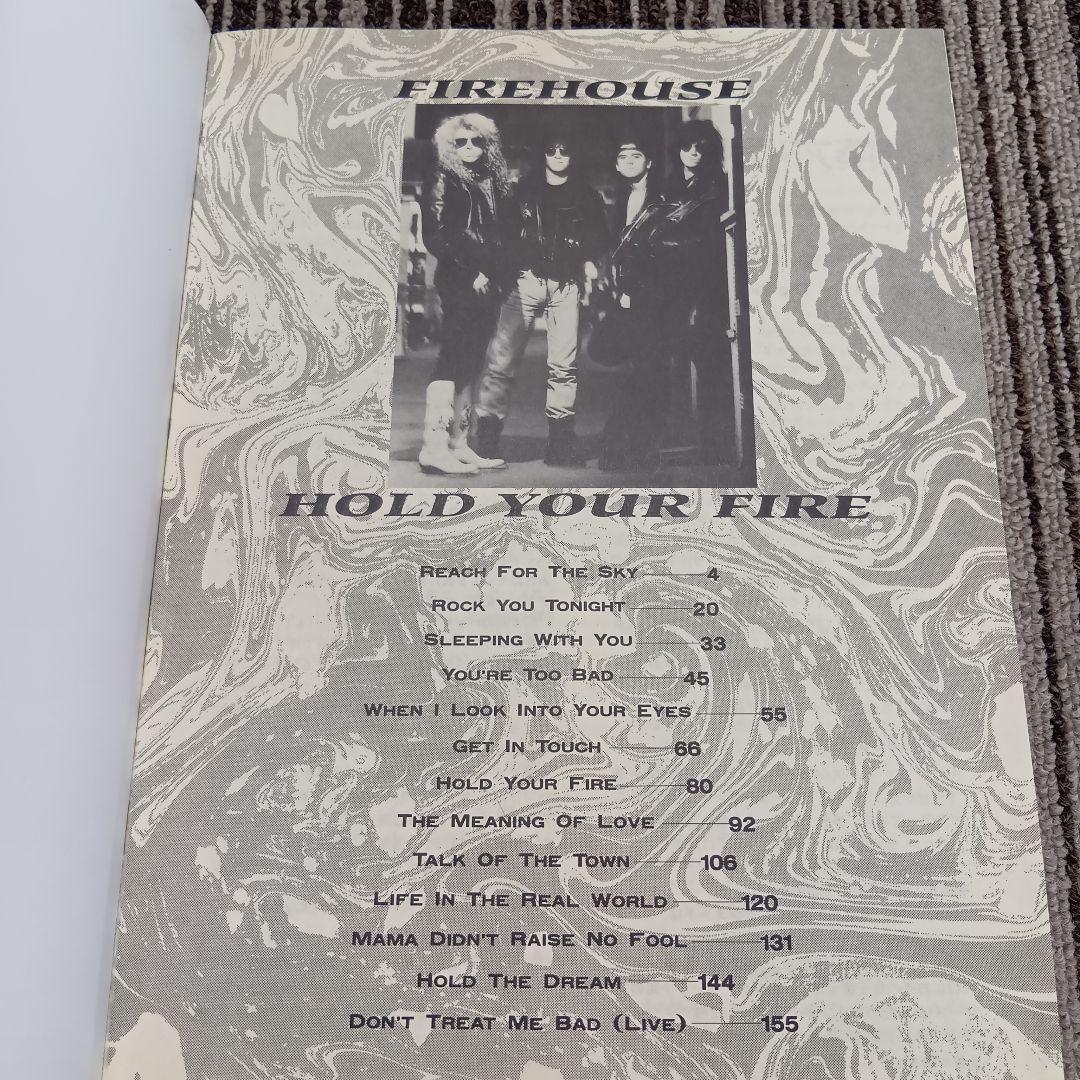 FIREHOUSE
HOLD YOUR FIRE
REACH FOR THE SKY 4
ROCK YOU TONIGHT 20
SLEEPING WITH YOU 33
YOU'RE TOO BAD 45
WHEN I LOOK INTO YOUR EYES 55
GET IN TOUCH 66
HOLD YOUR FIRE 80
THE MEANING OF LOVE 92
TALK OF THE TOWN 106
LIFE IN THE REAL WORLD 120
MAMA DIDN'T RAISE NO FOOL 131
HOLD THE DREAM 144
DON'T TREAT ME BAD (LIVE) 155